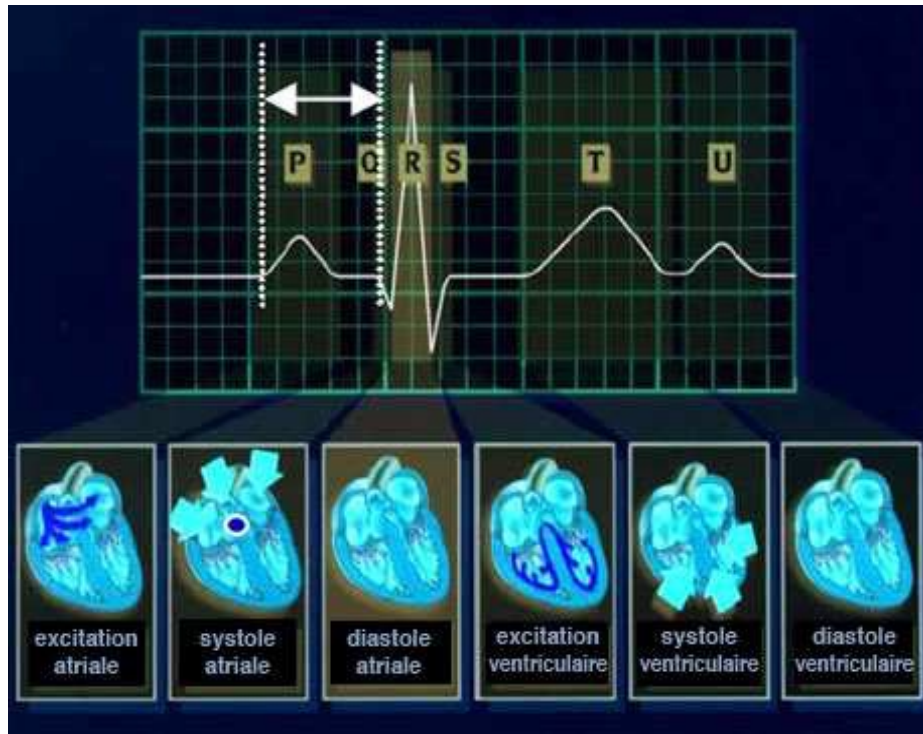 P Q R S T U
excitation
atriale
systole
atriale
diastole
atriale
excitation
ventriculaire
systole
ventriculaire
diastole
ventriculaire